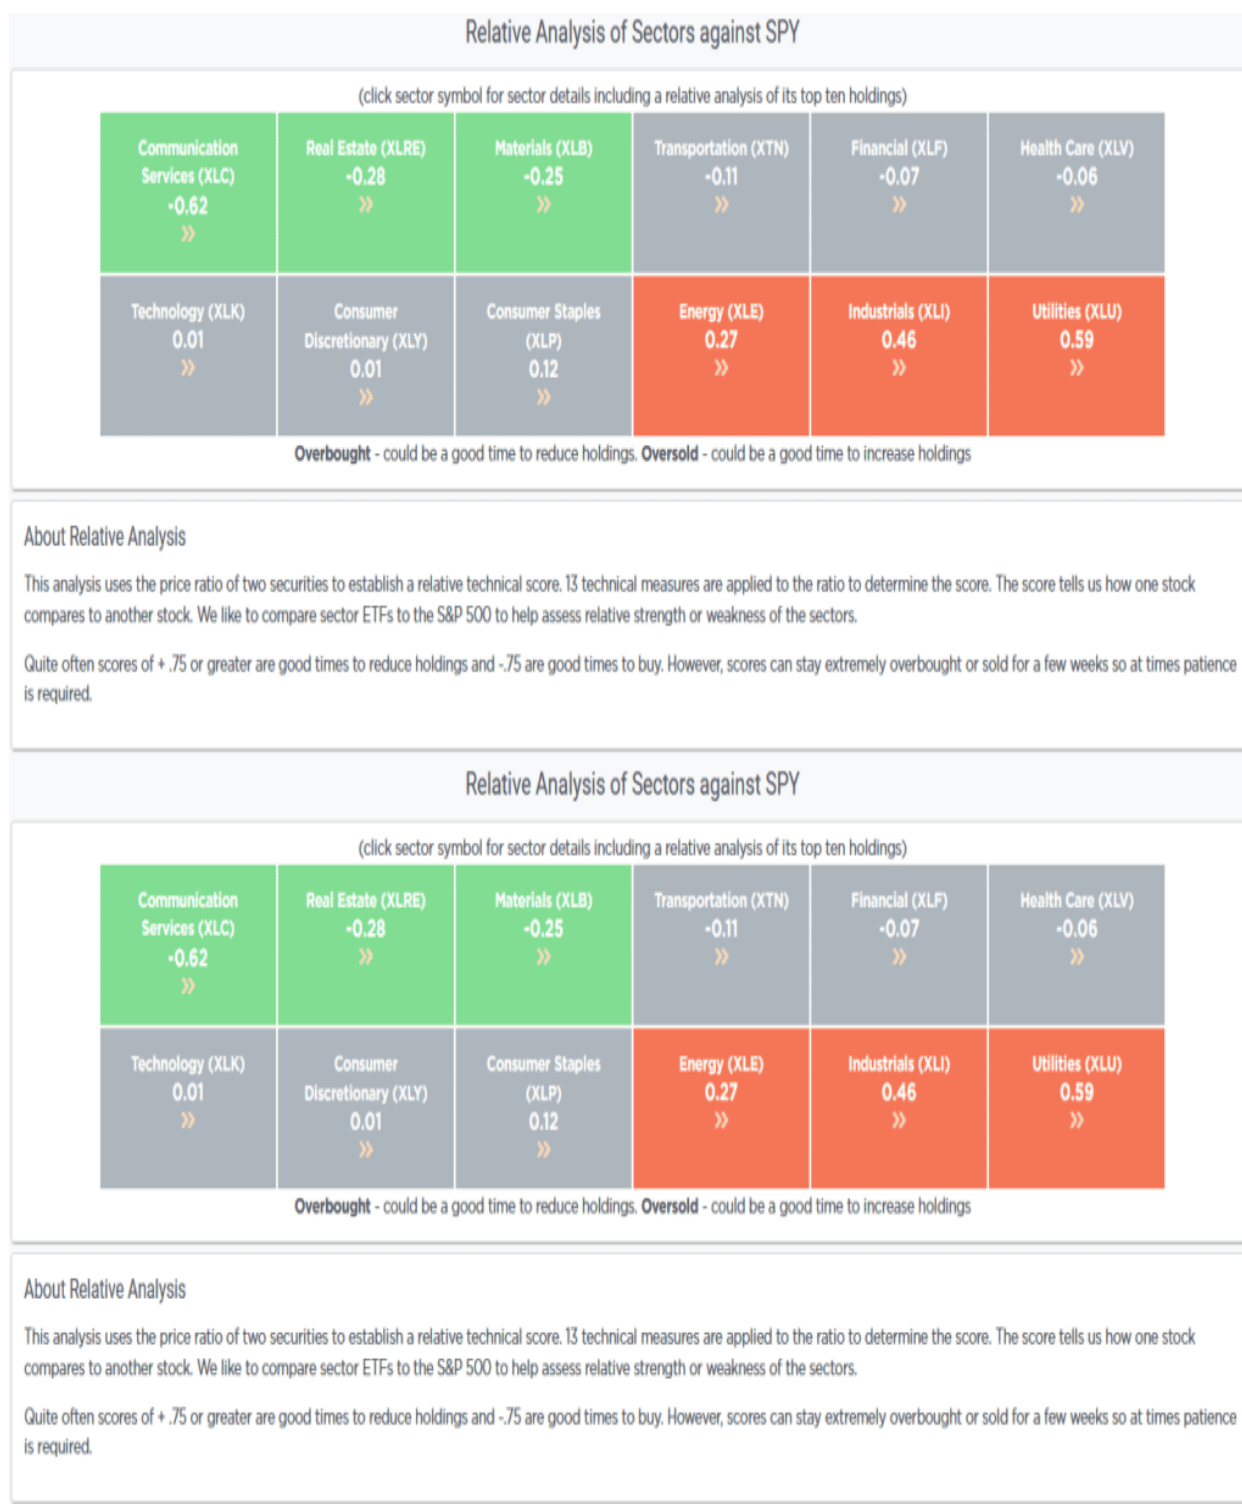 Relative Analysis of Sectors against SPY
(click sector symbol for sector details including a relative analysis of its top ten holdings)
Communication Services (XLC) -0.62 »
Real Estate (XLRE) -0.28 »
Materials (XLB) -0.25 »
Transportation (XTN) -0.11 »
Financial (XLF) -0.07 »
Health Care (XLV) -0.06 »
Technology (XLK) 0.01 »
Consumer Discretionary (XLY) 0.01 »
Consumer Staples (XLP) 0.12 »
Energy (XLE) 0.27 »
Industrials (XLI) 0.46 »
Utilities (XLU) 0.59 »
Overbought - could be a good time to reduce holdings. Oversold - could be a good time to increase holdings
About Relative Analysis
This analysis uses the price ratio of two securities to establish a relative technical score. 13 technical measures are applied to the ratio to determine the score. The score tells us how one stock
compares to another stock. We like to compare sector ETFs to the S&P 500 to help assess relative strength or weakness of the sectors.
Quite often scores of + .75 or greater are good times to reduce holdings and -.75 are good times to buy. However, scores can stay extremely overbought or sold for a few weeks so at times patience
is required.
Relative Analysis of Sectors against SPY
(click sector symbol for sector details including a relative analysis of its top ten holdings)
Communication Services (XLC) -0.62 »
Real Estate (XLRE) -0.28 »
Materials (XLB) -0.25 »
Transportation (XTN) -0.11 »
Financial (XLF) -0.07 »
Health Care (XLV) -0.06 »
Technology (XLK) 0.01 »
Consumer Discretionary (XLY) 0.01 »
Consumer Staples (XLP) 0.12 »
Energy (XLE) 0.27 »
Industrials (XLI) 0.46 »
Utilities (XLU) 0.59 »
Overbought - could be a good time to reduce holdings. Oversold - could be a good time to increase holdings
About Relative Analysis
This analysis uses the price ratio of two securities to establish a relative technical score. 13 technical measures are applied to the ratio to determine the score. The score tells us how one stock
compares to another stock. We like to compare sector ETFs to the S&P 500 to help assess relative strength or weakness of the sectors.
Quite often scores of + .75 or greater are good times to reduce holdings and -.75 are good times to buy. However, scores can stay extremely overbought or sold for a few weeks so at times patience
is required.